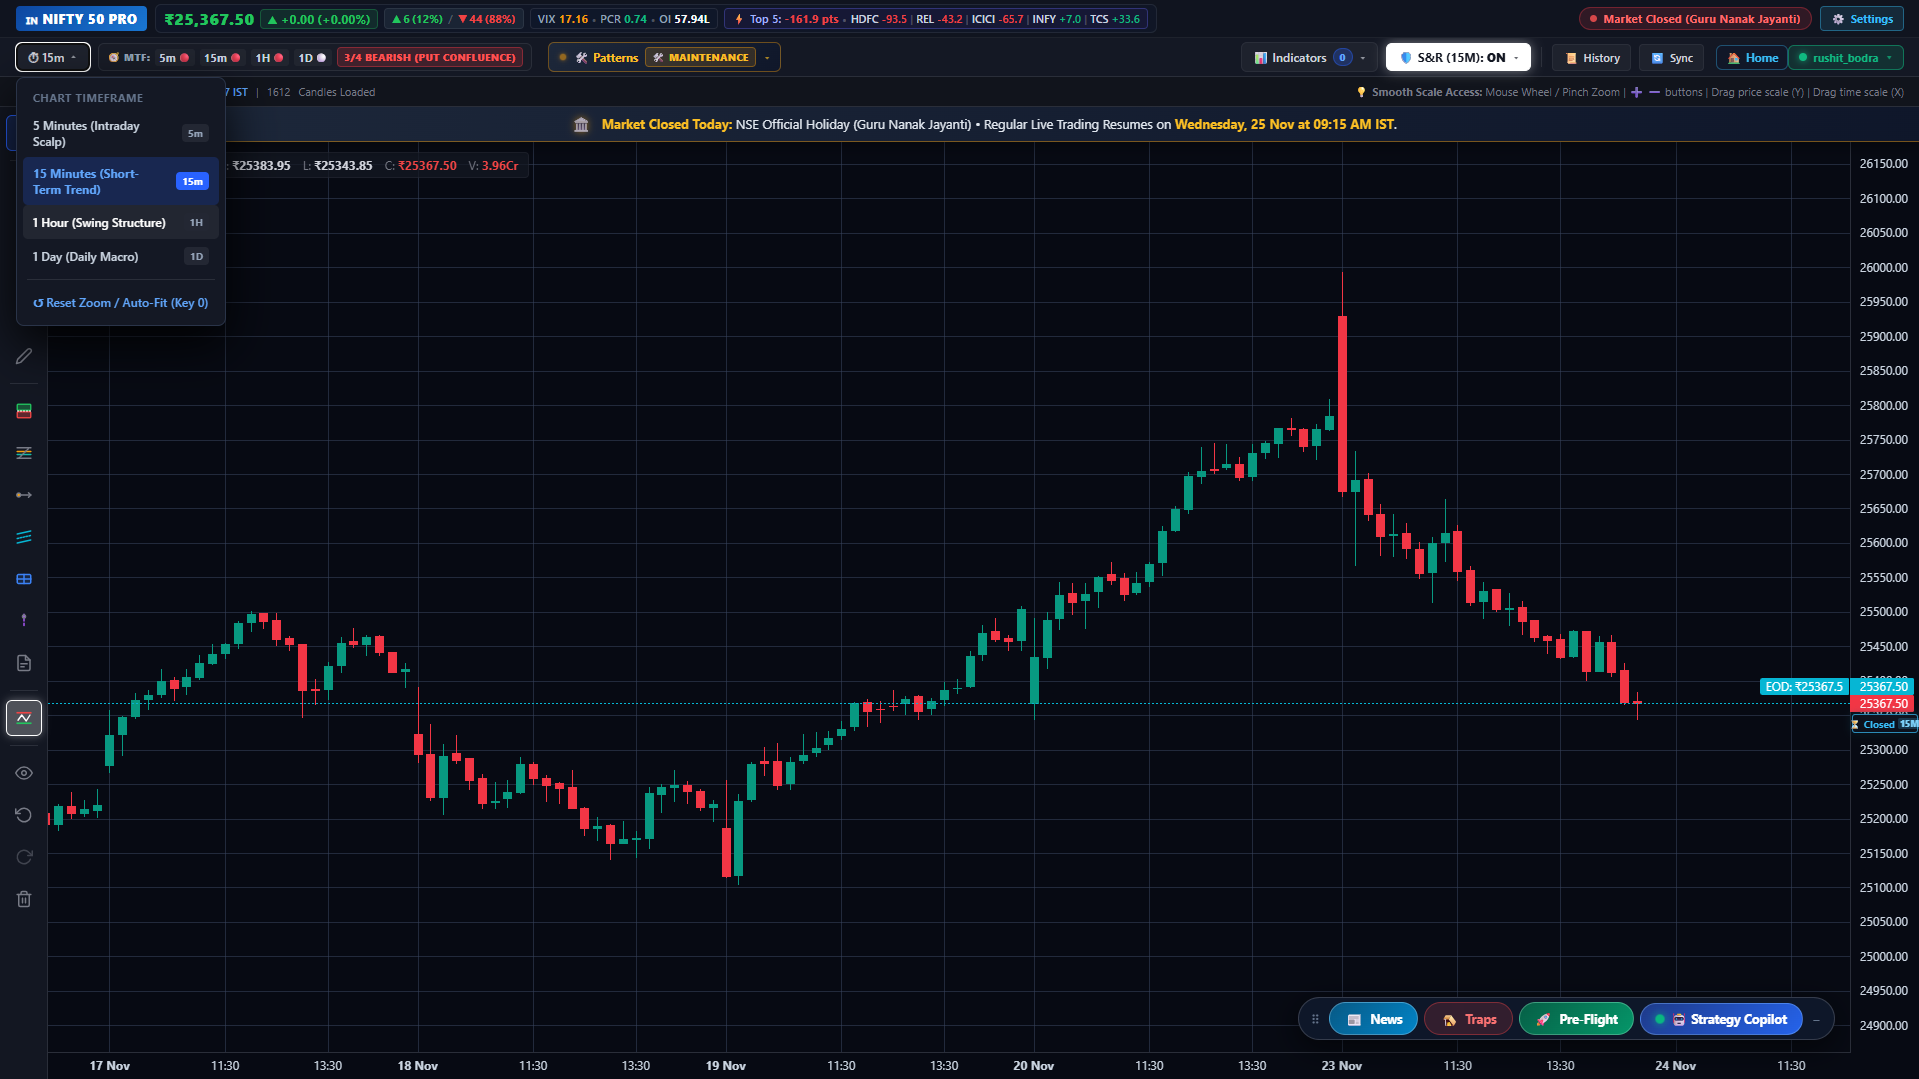 IN NIFTY 50 PRO
₹25,367.50 ▲ +0.00 (+0.00%)
▲ 6 (12%) / ▼ 44 (88%)
VIX 17.16 • PCR 0.74 • OI 57.94L
Top 5: -161.9 pts • HDFC -93.5 | REL -43.2 | ICICI -65.7 | INFY +7.0 | TCS +33.6
Market Closed (Guru Nanak Jayanti)
Settings
15m
MTF: 5m 15m 1H 1D 3/4 BEARISH (PUT CONFLUENCE)
Patterns MAINTENANCE
Indicators 0
S&R (15M): ON
History
Sync
Home
rushit_bodra
7 IST | 1612 Candles Loaded
Smooth Scale Access: Mouse Wheel / Pinch Zoom | + − buttons | Drag price scale (Y) | Drag time scale (X)
Market Closed Today: NSE Official Holiday (Guru Nanak Jayanti) • Regular Live Trading Resumes on Wednesday, 25 Nov at 09:15 AM IST.
CHART TIMEFRAME
5 Minutes (Intraday
Scalp)
5m
15 Minutes (Short-
Term Trend)
15m
1 Hour (Swing Structure) 1H
1 Day (Daily Macro) 1D
↺ Reset Zoom / Auto-Fit (Key 0)
: ₹25383.95 L: ₹25343.85 C: ₹25367.50 V: 3.96Cr
26150.00
26100.00
26050.00
26000.00
25950.00
25900.00
25850.00
25800.00
25750.00
25700.00
25650.00
25600.00
25550.00
25500.00
25450.00
EOD: ₹25367.5 25367.50
25367.50
Closed 15M
25300.00
25250.00
25200.00
25150.00
25100.00
25050.00
25000.00
24950.00
24900.00
News
Traps
Pre-Flight
Strategy Copilot
17 Nov 11:30 13:30 18 Nov 11:30 13:30 19 Nov 11:30 13:30 20 Nov 11:30 13:30 23 Nov 11:30 13:30 24 Nov 11:30